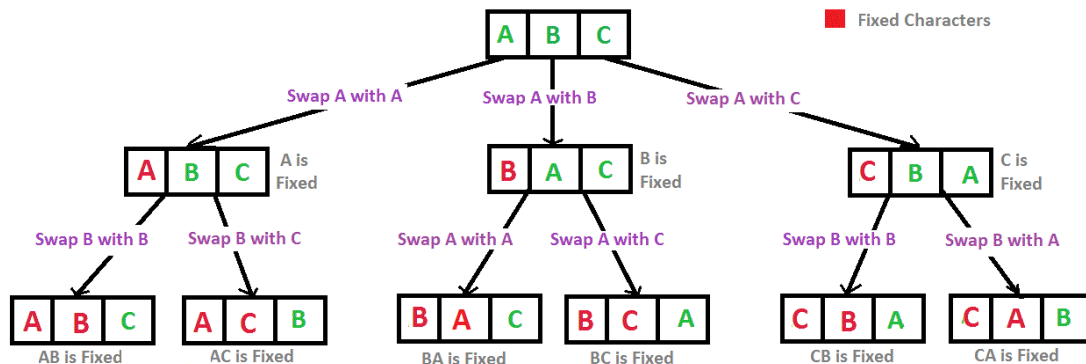 A B C
Fixed Characters
Swap A with A
Swap A with B
Swap A with C
A B C
A is
Fixed
B A C
B is
Fixed
C B A
C is
Fixed
Swap B with B
Swap B with C
Swap A with A
Swap A with C
Swap B with B
Swap B with A
A B C
A C B
B A C
B C A
C B A
C A B
AB is Fixed
AC is Fixed
BA is Fixed
BC is Fixed
CB is Fixed
CA is Fixed